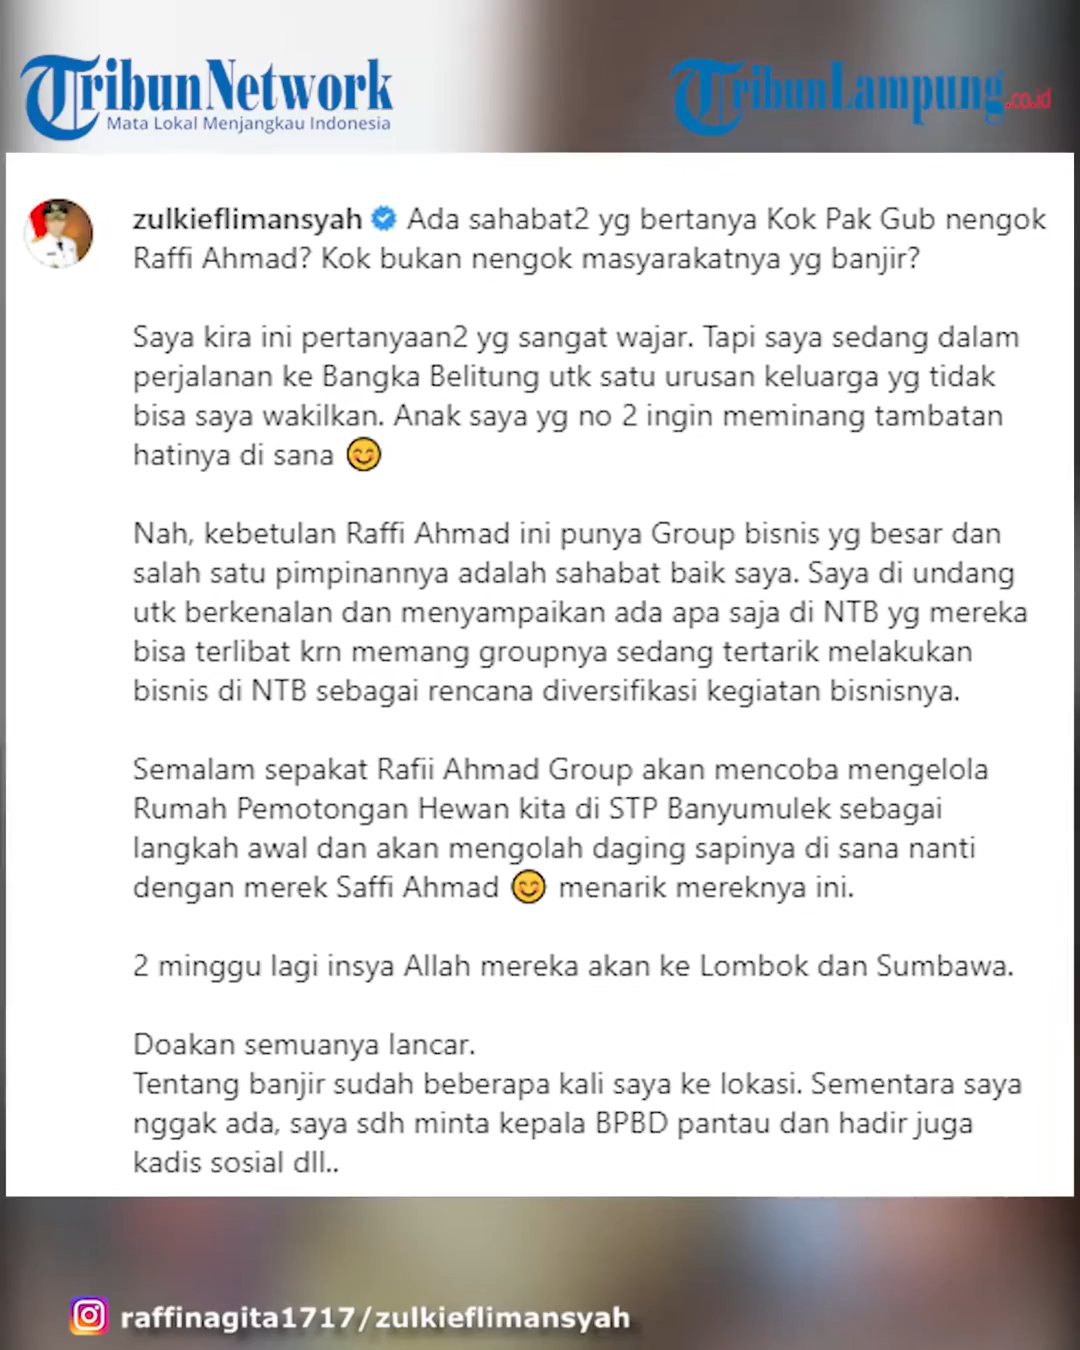 TribunNetwork
Mata Lokal Menjangkau Indonesia
TribunLampung.co.id
zulkieflimansyah Ada sahabat2 yg bertanya Kok Pak Gub nengok
Raffi Ahmad? Kok bukan nengok masyarakatnya yg banjir?
Saya kira ini pertanyaan2 yg sangat wajar. Tapi saya sedang dalam
perjalanan ke Bangka Belitung utk satu urusan keluarga yg tidak
bisa saya wakilkan. Anak saya yg no 2 ingin meminang tambatan
hatinya di sana 😊
Nah, kebetulan Raffi Ahmad ini punya Group bisnis yg besar dan
salah satu pimpinannya adalah sahabat baik saya. Saya di undang
utk berkenalan dan menyampaikan ada apa saja di NTB yg mereka
bisa terlibat krn memang groupnya sedang tertarik melakukan
bisnis di NTB sebagai rencana diversifikasi kegiatan bisnisnya.
Semalam sepakat Rafii Ahmad Group akan mencoba mengelola
Rumah Pemotongan Hewan kita di STP Banyumulek sebagai
langkah awal dan akan mengolah daging sapinya di sana nanti
dengan merek Saffi Ahmad 😊 menarik mereknya ini.
2 minggu lagi insya Allah mereka akan ke Lombok dan Sumbawa.
Doakan semuanya lancar.
Tentang banjir sudah beberapa kali saya ke lokasi. Sementara saya
nggak ada, saya sdh minta kepala BPBD pantau dan hadir juga
kadis sosial dll..
raffinagita1717/zulkieflimansyah